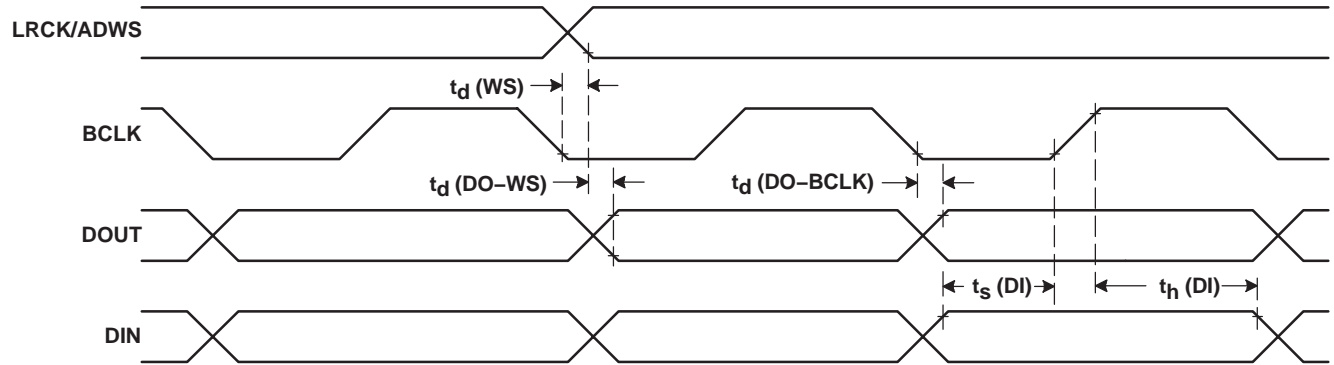 LRCK/ADWS
td (WS)
BCLK
td (DO−WS)
td (DO−BCLK)
DOUT
ts (DI)
th (DI)
DIN